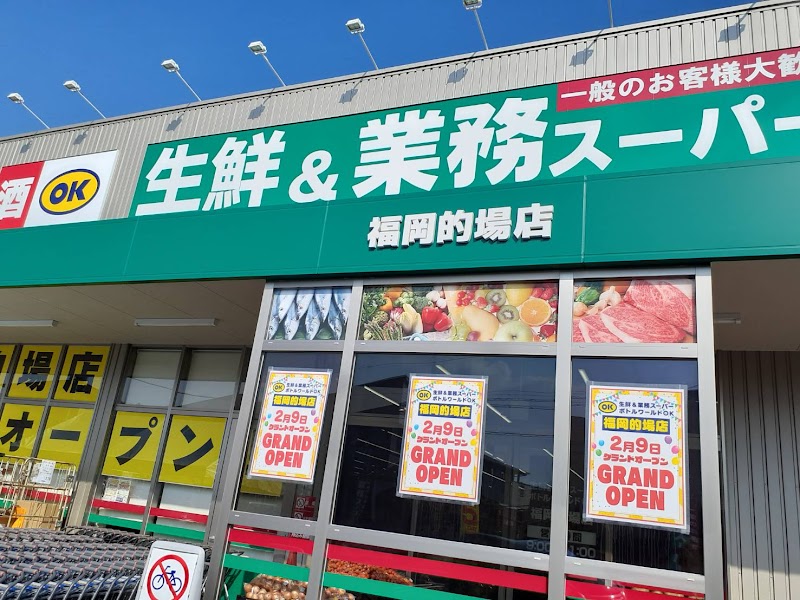 一般のお客様大歓
酒
OK
生鮮&業務スーパー
福岡的場店
場店
オープン
OK
生鮮&業務スーパー
ボトルワールドOK
福岡的場店
2月9日
グランドオープン
GRAND
OPEN
OK
生鮮&業務スーパー
ボトルワールドOK
福岡的場店
2月9日
グランドオープン
GRAND
OPEN
OK
生鮮&業務スーパー
ボトルワールドOK
福岡的場店
2月9日
グランドオープン
GRAND
OPEN